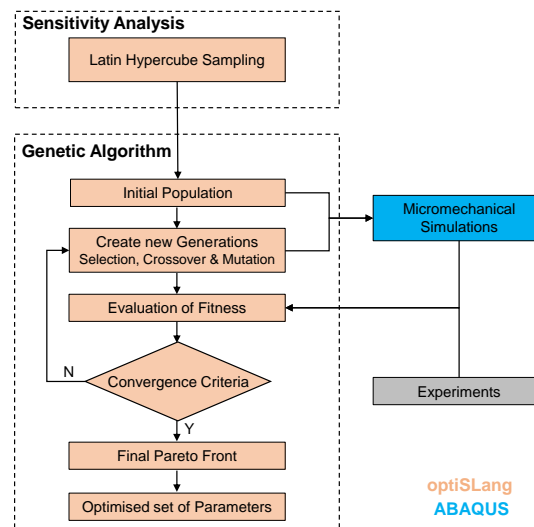 Sensitivity Analysis
Latin Hypercube Sampling
Genetic Algorithm
Initial Population
Micromechanical
Simulations
Create new Generations
Selection, Crossover & Mutation
Evaluation of Fitness
N
Convergence Criteria
Experiments
Y
Final Pareto Front
optiSLang
Optimised set of Parameters
ABAQUS